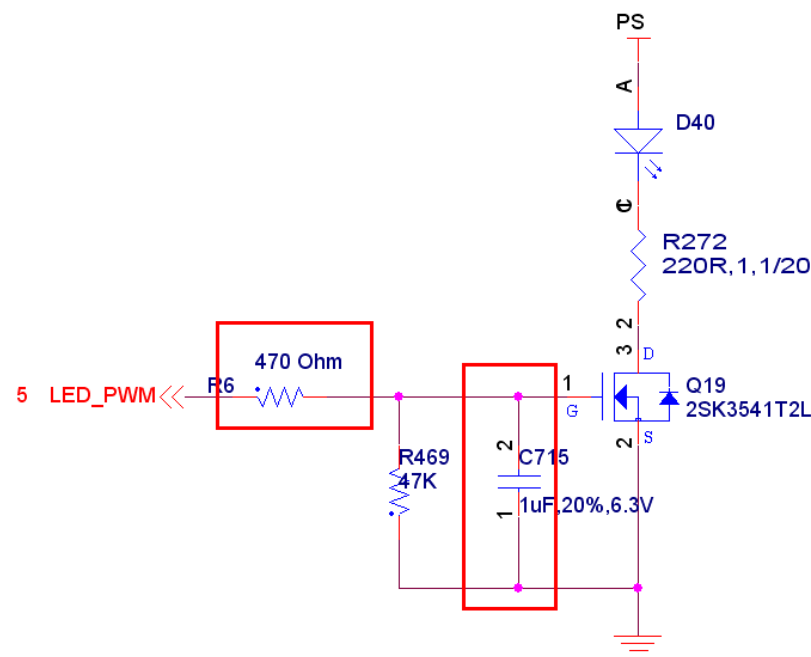 PS
A
D40
C
R272
220R,1,1/20
2
3
D
470 Ohm
5 LED_PWM
R6
1
G
Q19
2SK3541T2L
2
S
R469
47K
2
C715
1
1uF,20%,6.3V